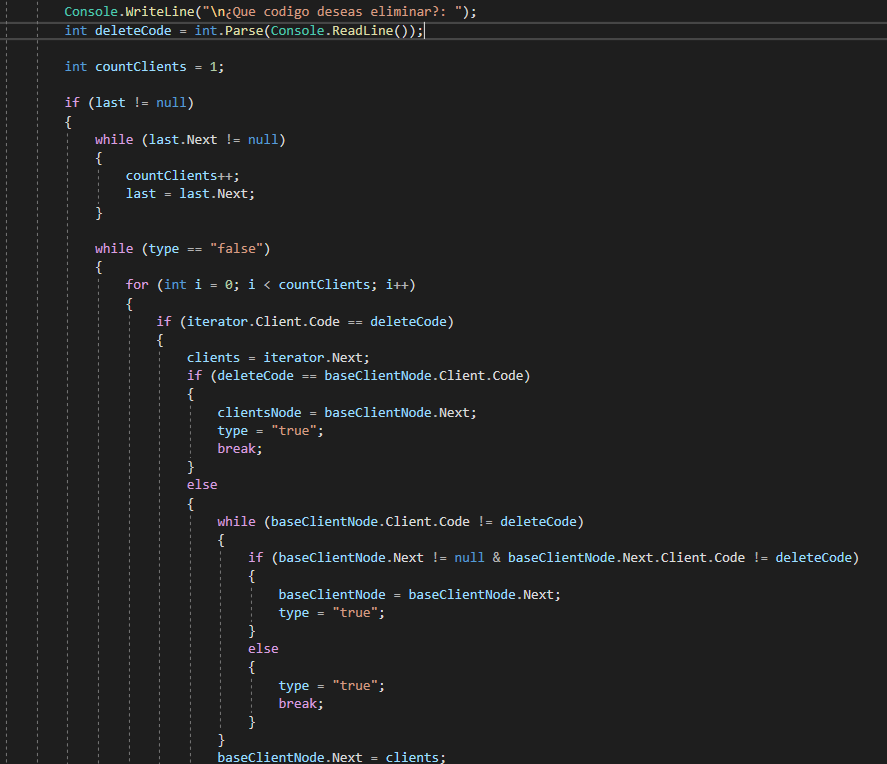 Console.WriteLine("\n¿Que codigo deseas eliminar?: ");
int deleteCode = int.Parse(Console.ReadLine());
int countClients = 1;
if (last != null)
{
while (last.Next != null)
{
countClients++;
last = last.Next;
}
while (type == "false")
{
for (int i = 0; i < countClients; i++)
{
if (iterator.Client.Code == deleteCode)
{
clients = iterator.Next;
if (deleteCode == baseClientNode.Client.Code)
{
clientsNode = baseClientNode.Next;
type = "true";
break;
}
else
{
while (baseClientNode.Client.Code != deleteCode)
{
if (baseClientNode.Next != null & baseClientNode.Next.Client.Code != deleteCode)
{
baseClientNode = baseClientNode.Next;
type = "true";
}
else
{
type = "true";
break;
}
}
baseClientNode.Next = clients;